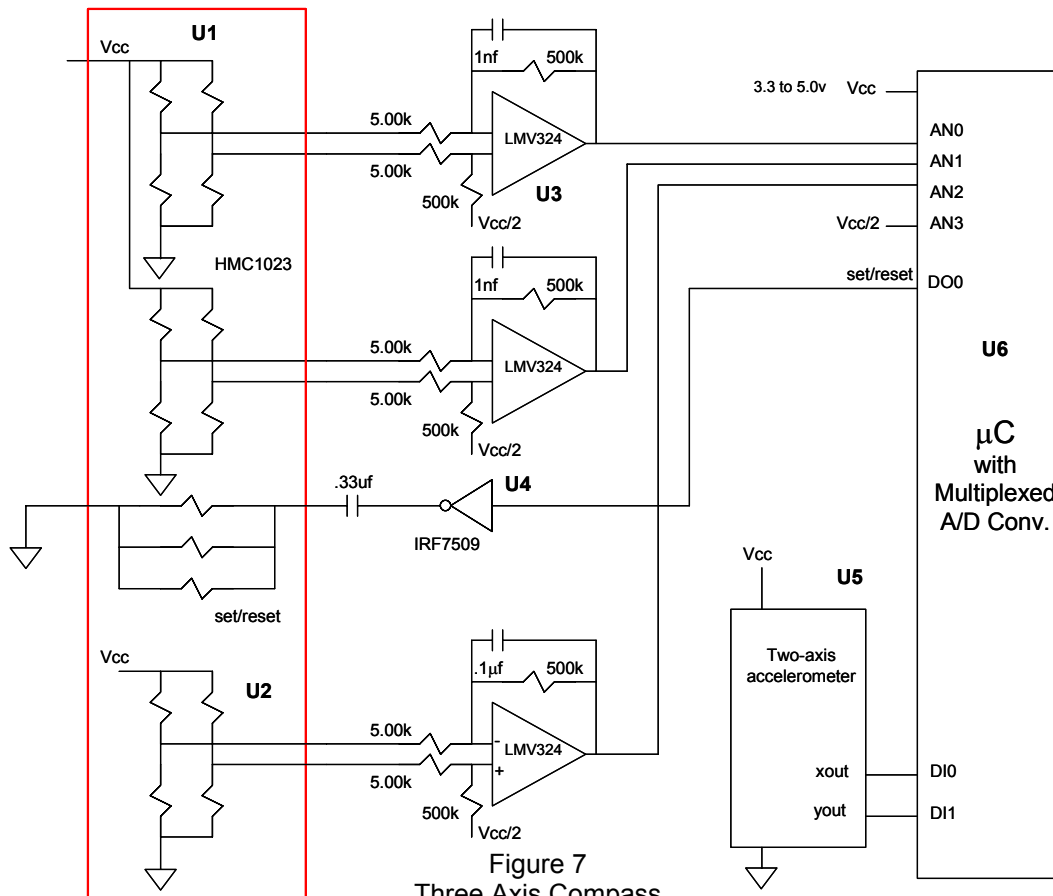 U1
Vcc
1nf
500k
3.3 to 5.0v
Vcc
5.00k
LMV324
AN0
5.00k
AN1
U3
AN2
500k
Vcc/2
Vcc/2
AN3
HMC1023
1nf
500k
set/reset
DO0
5.00k
LMV324
U6
5.00k
500k
Vcc/2
μC
with
Multiplexed
A/D Conv.
.33uf
U4
IRF7509
Vcc
U5
set/reset
Vcc
U2
.1μf
500k
Two-axis
accelerometer
5.00k
-
LMV324
+
5.00k
xout
DI0
500k
yout
DI1
Vcc/2
Figure 7
Three Axis Compass